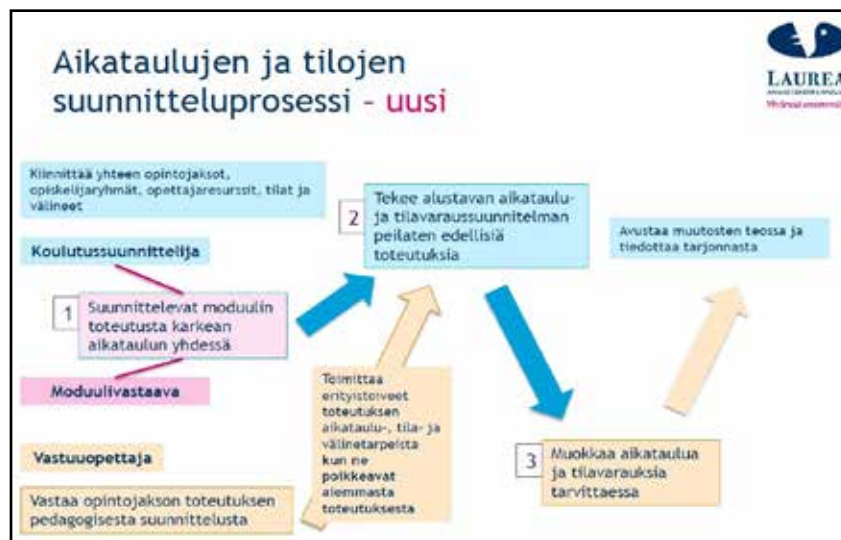 Aikataulujen ja tilojen
suunnitteluprosessi - uusi
LAUREA
Kiinnittää yhteen opintojaksot,
opiskelijaryhmät, opettajaresurssit, tilat ja
välineet
Koulutussuunnittelija
1
Suunnittelevat moduulin
toteutusta karkean
aikataulun yhdessä
Moduulivastaava
Vastuuopettaja
Vastaa opintojakson toteutuksen
pedagogisesta suunnittelusta
2
Tekee alustavan aikataulu-
ja tilavaraussuunnitelman
peilaten edellisiä
toteutuksia
Toimittaa
erityistoiveet
toteutuksen
aikataulu-, tila- ja
välinetarpeista
kun ne
poikkeavat
aiemmasta
toteutuksesta
3
Muokkaa aikataulua
ja tilavarauksia
tarvittaessa
Avustaa muutosten teossa ja
tiedottaa tarjonnasta